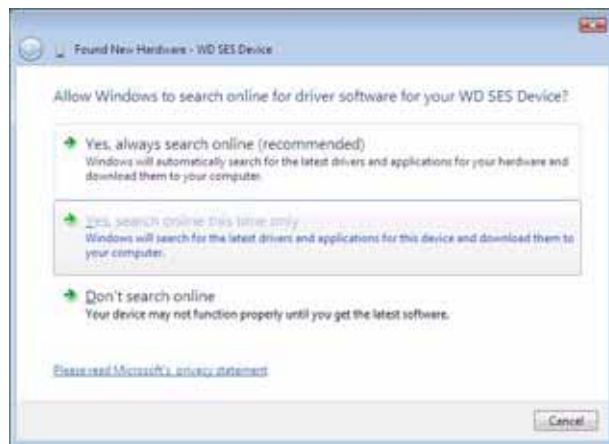 Found New Hardware - WD SES Device
Allow Windows to search online for driver software for your WD SES Device?
Yes, always search online (recommended)
Windows will automatically search for the latest drivers and applications for your hardware and
download them to your computer.
Yes, search online this time only
Windows will search for the latest drivers and applications for this device and download them to
your computer.
Don't search online
Your device may not function properly until you get the latest software.
Please read Microsoft's privacy statement
Cancel